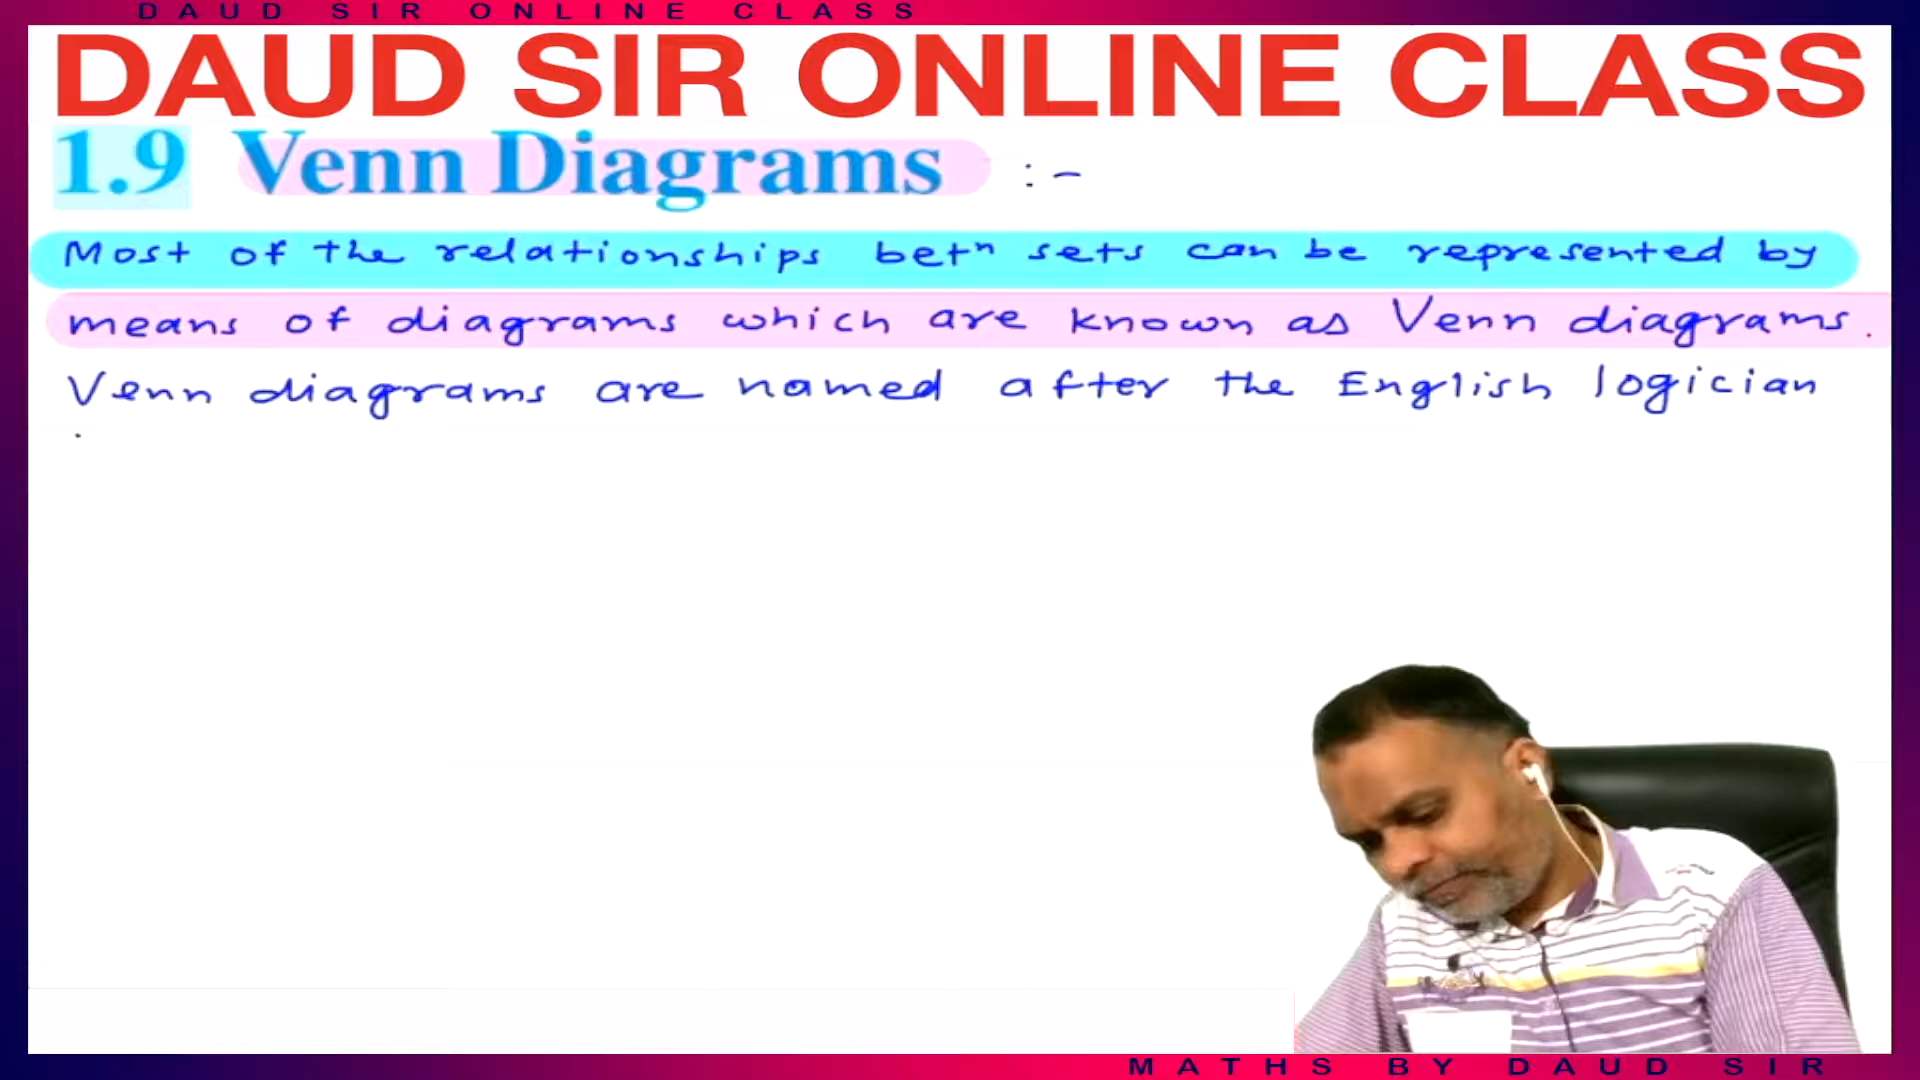 DAUD SIR ONLINE CLASS
DAUD SIR ONLINE CLASS
1.9 Venn Diagrams :-
Most of the relationships betⁿ sets can be represented by
means of diagrams which are known as Venn diagrams.
Venn diagrams are named after the English logician
MATHS BY DAUD SIR